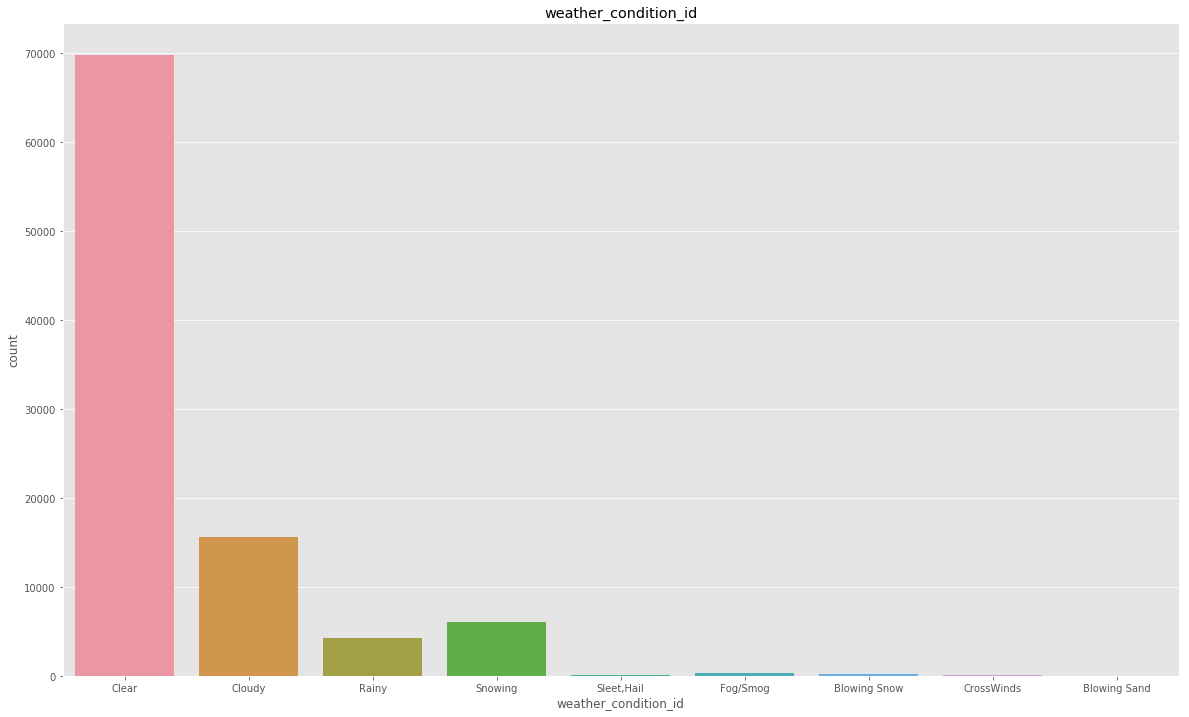 weather_condition_id
70000
60000
50000
40000
30000
20000
10000
0
count
Clear Cloudy Rainy Snowing Sleet,Hail Fog/Smog Blowing Snow CrossWinds Blowing Sand
weather_condition_id